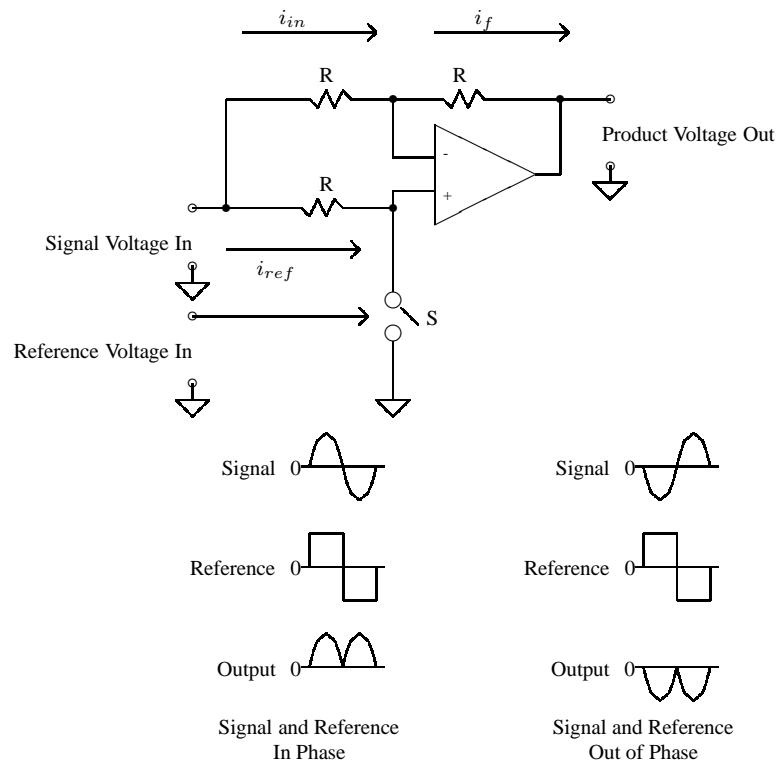 i_in i_f
R R
Product Voltage Out
-
R
+
Signal Voltage In
i_ref
S
Reference Voltage In
Signal 0 Signal 0
Reference 0 Reference 0
Output 0 Output 0
Signal and Reference Signal and Reference
In Phase Out of Phase